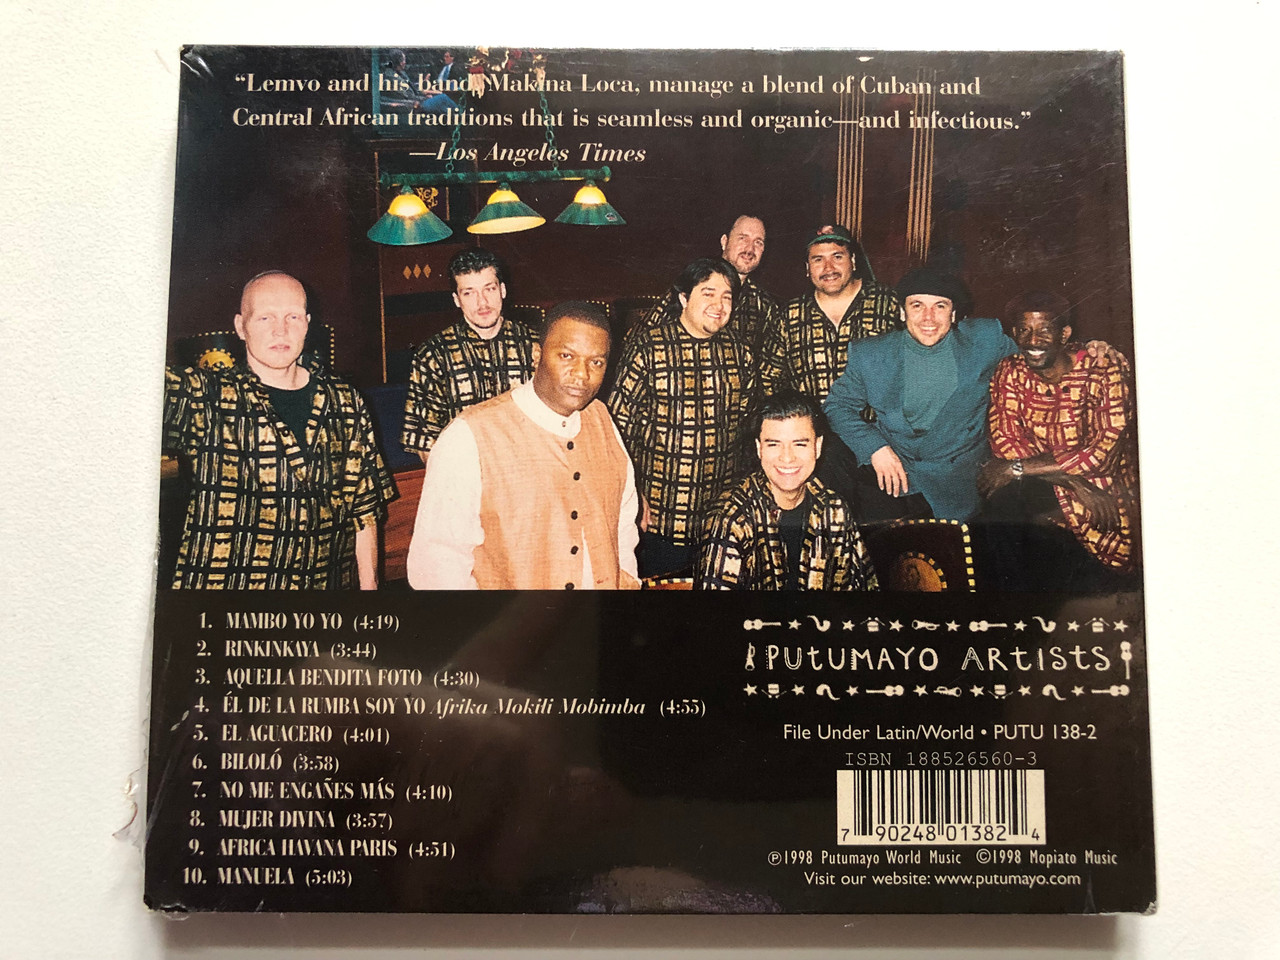 “Lemvo and his band, Makina Loca, manage a blend of Cuban and
Central African traditions that is seamless and organic—and infectious.”
—Los Angeles Times
1. MAMBO YO YO (4:19)
2. RINKINKAYA (3:44)
3. AQUELLA BENDITA FOTO (4:30)
4. ÉL DE LA RUMBA SOY YO Afrika Mokili Mobimba (4:55)
5. EL AGUACERO (4:01)
6. BILOLÓ (3:58)
7. NO ME ENGAÑES MÁS (4:10)
8. MUJER DIVINA (3:57)
9. AFRICA HAVANA PARIS (4:51)
10. MANUELA (5:03)
PUTUMAYO ARTISTS
File Under Latin/World • PUTU 138-2
ISBN 188526560-3
7 90248 01382 4
℗1998 Putumayo World Music ©1998 Mopiato Music
Visit our website: www.putumayo.com